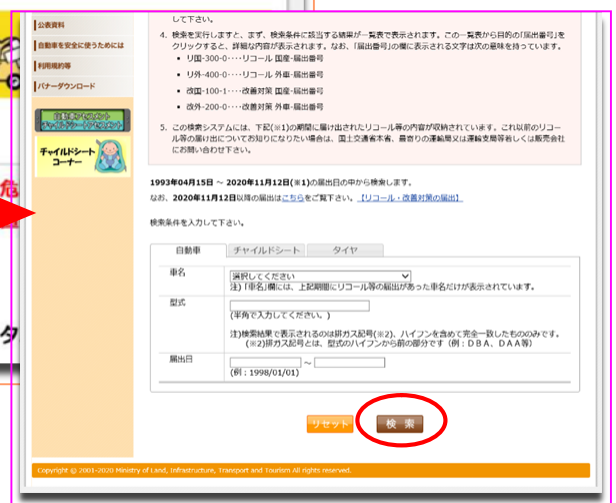 公表資料
自動車を安全に使うためには
利用規約等
バナーダウンロード
自動車アセスメント
チャイルドシートアセスメント
チャイルドシート
コーナー
危
タ
して下さい。
4. 検索を実行しますと、まず、検索条件に該当する結果が一覧表で表示されます。この一覧表から目的の「届出番号」を
クリックすると、詳細な内容が表示されます。なお、「届出番号」の欄に表示される文字は次の意味を持っています。
▪ リ国-300-0‥‥リコール 国産-届出番号
▪ リ外-400-0‥‥リコール 外車-届出番号
▪ 改国-100-1‥‥改善対策 国産-届出番号
▪ 改外-200-0‥‥改善対策 外車-届出番号
5. この検索システムには、下記(※1)の期間に届け出されたリコール等の内容が収納されています。これ以前のリコー
ル等の届け出についてお知りになりたい場合は、国土交通省本省、最寄りの運輸局又は運輸支局等若しくは販売会社
にお問い合わせ下さい。
1993年04月15日 ～ 2020年11月12日(※1)の届出日の中から検索します。
なお、2020年11月12日以降の届出はこちらをご覧下さい。【リコール・改善対策の届出】
検索条件を入力して下さい。
自動車 チャイルドシート タイヤ
車名 選択してください
注)「車名」欄には、上記期間にリコール等の届出があった車名だけが表示されています。
型式
(半角で入力してください。)
注)検索結果で表示されるのは排ガス記号(※2)、ハイフンを含めて完全一致したもののみです。
(※2)排ガス記号とは、型式のハイフンから前の部分です（例：ＤＢＡ、ＤＡＡ等）
届出日 ～
(例：1998/01/01)
リセット 検 索
Copyright © 2001-2020 Ministry of Land, Infrastructure, Transport and Tourism All rights reserved.